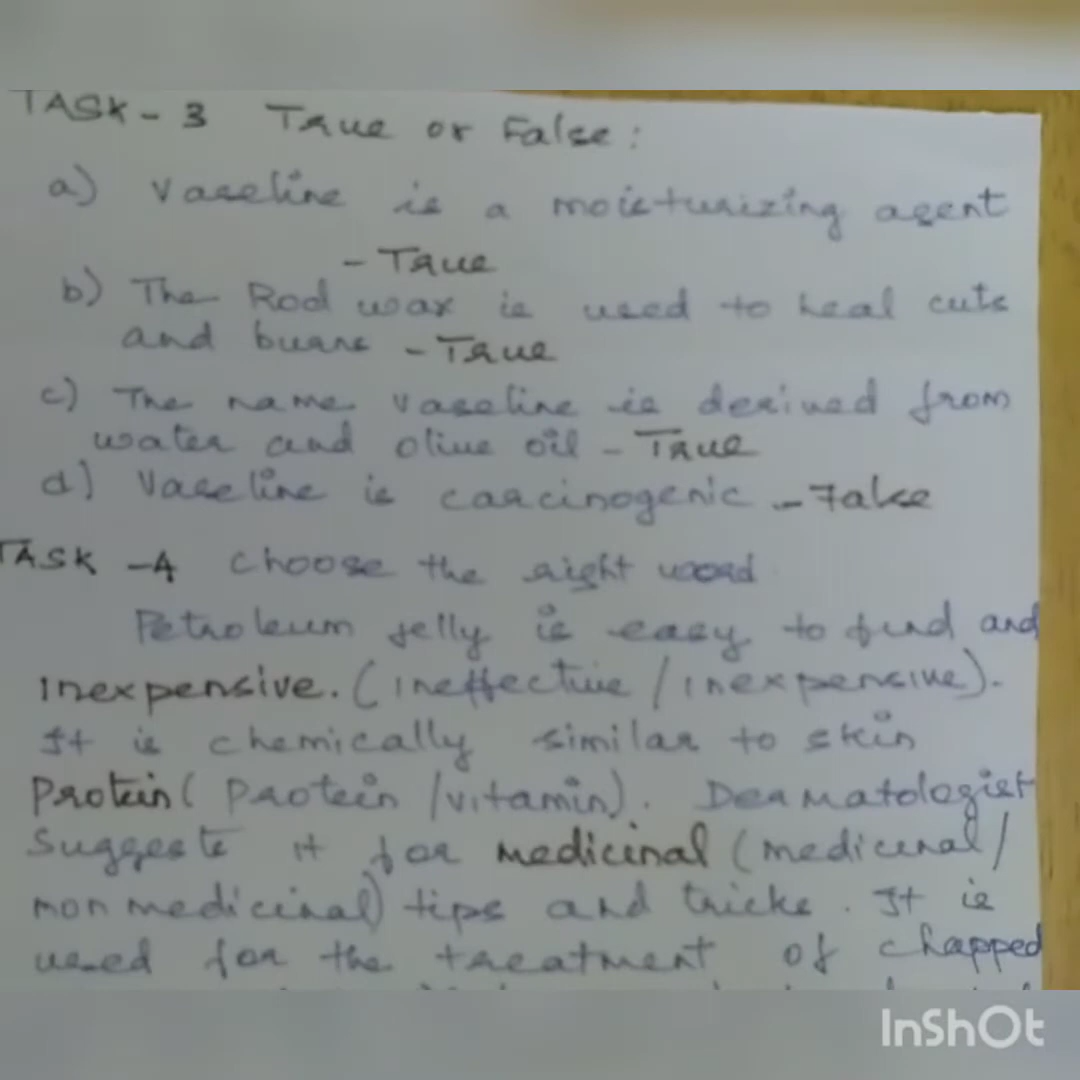 TASK - 3 True or False :
a) Vaseline is a moisturizing agent
- True
b) The Rod wax is used to heal cuts
and burns - True
c) The name Vaseline is derived from
water and olive oil - True
d) Vaseline is carcinogenic - False
TASK - 4 Choose the right word
Petroleum jelly is easy to find and
inexpensive. (ineffective / inexpensive).
It is chemically similar to skin
Protein ( Protein / vitamin). Dermatologist
Suggests it for medicinal (medicinal /
non medicinal) tips and tricks. It is
used for the treatment of chapped
InShOt